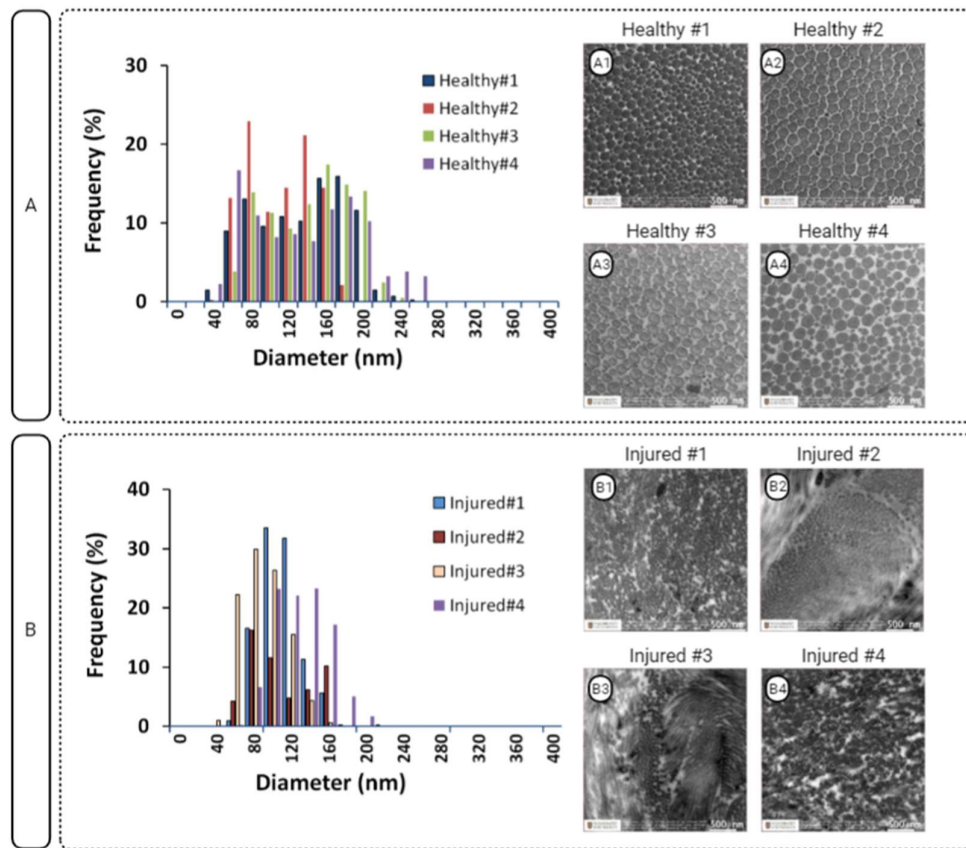 A
30
20
10
0
Frequency (%)
0
40
80
120
160
200
240
280
320
360
400
Diameter (nm)
Healthy#1
Healthy#2
Healthy#3
Healthy#4
Healthy #1
A1
500 nm
Healthy #2
A2
500 nm
Healthy #3
A3
500 nm
Healthy #4
A4
500 nm
B
40
30
20
10
0
Frequency (%)
0
40
80
120
160
200
240
280
320
360
400
Diameter (nm)
Injured#1
Injured#2
Injured#3
Injured#4
Injured #1
B1
500 nm
Injured #2
B2
500 nm
Injured #3
B3
500 nm
Injured #4
B4
500 nm